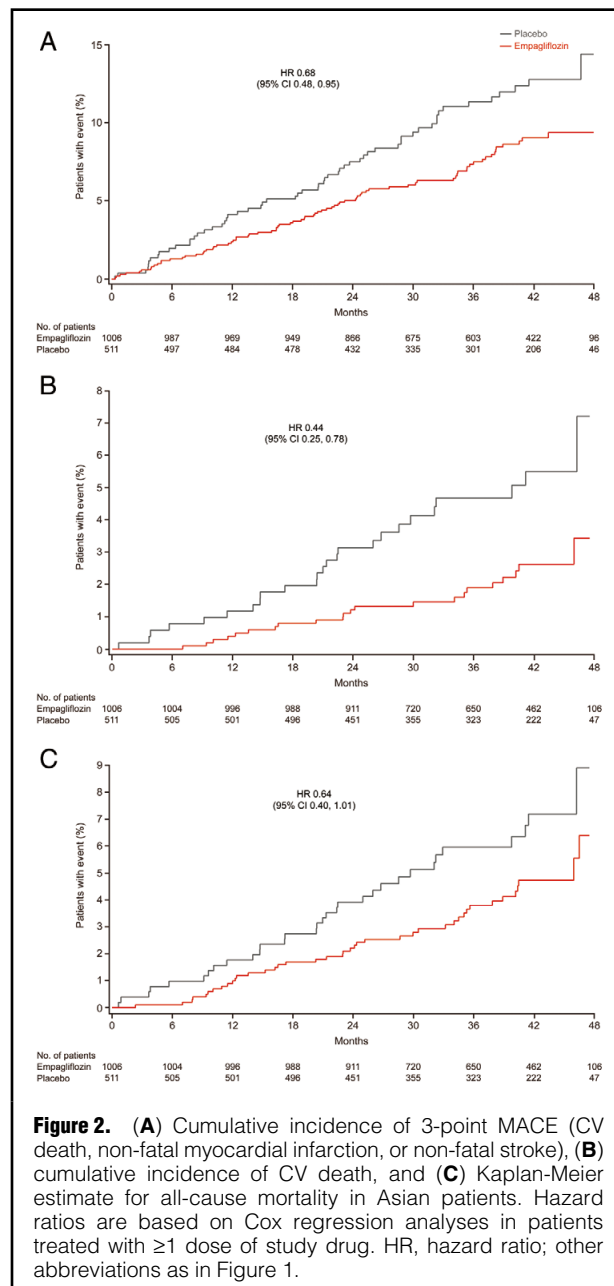 A
Placebo
Empagliflozin
HR 0.68
(95% CI 0.48, 0.95)
Patients with event (%)
15
10
5
0
0 6 12 18 24 30 36 42 48
Months
No. of patients
Empagliflozin 1006 987 969 949 866 675 603 422 96
Placebo 511 497 484 478 432 335 301 206 46
B
HR 0.44
(95% CI 0.25, 0.78)
Patients with event (%)
8
7
6
5
4
3
2
1
0
0 6 12 18 24 30 36 42 48
Months
No. of patients
Empagliflozin 1006 1004 996 988 911 720 650 462 106
Placebo 511 505 501 496 451 355 323 222 47
C
HR 0.64
(95% CI 0.40, 1.01)
Patients with event (%)
9
8
7
6
5
4
3
2
1
0
0 6 12 18 24 30 36 42 48
Months
No. of patients
Empagliflozin 1006 1004 996 988 911 720 650 462 106
Placebo 511 505 501 496 451 355 323 222 47
Figure 2. (A) Cumulative incidence of 3-point MACE (CV
death, non-fatal myocardial infarction, or non-fatal stroke), (B)
cumulative incidence of CV death, and (C) Kaplan-Meier
estimate for all-cause mortality in Asian patients. Hazard
ratios are based on Cox regression analyses in patients
treated with ≥1 dose of study drug. HR, hazard ratio; other
abbreviations as in Figure 1.